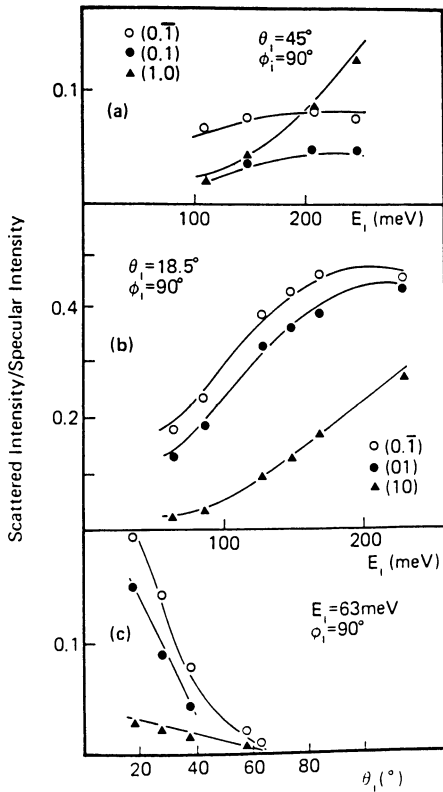 Scattered Intensity/Specular Intensity
(0.1̄)
(0.1)
(1.0)
θᵢ=45°
ϕᵢ=90°
0.1
(a)
100
200
Eᵢ (meV)
θᵢ=18.5°
ϕᵢ=90°
0.4
(b)
0.2
(0.1̄)
(01)
(10)
100
200
Eᵢ (meV)
(c)
Eᵢ=63meV
ϕᵢ=90°
0.1
20
40
60
80
θᵢ(°)